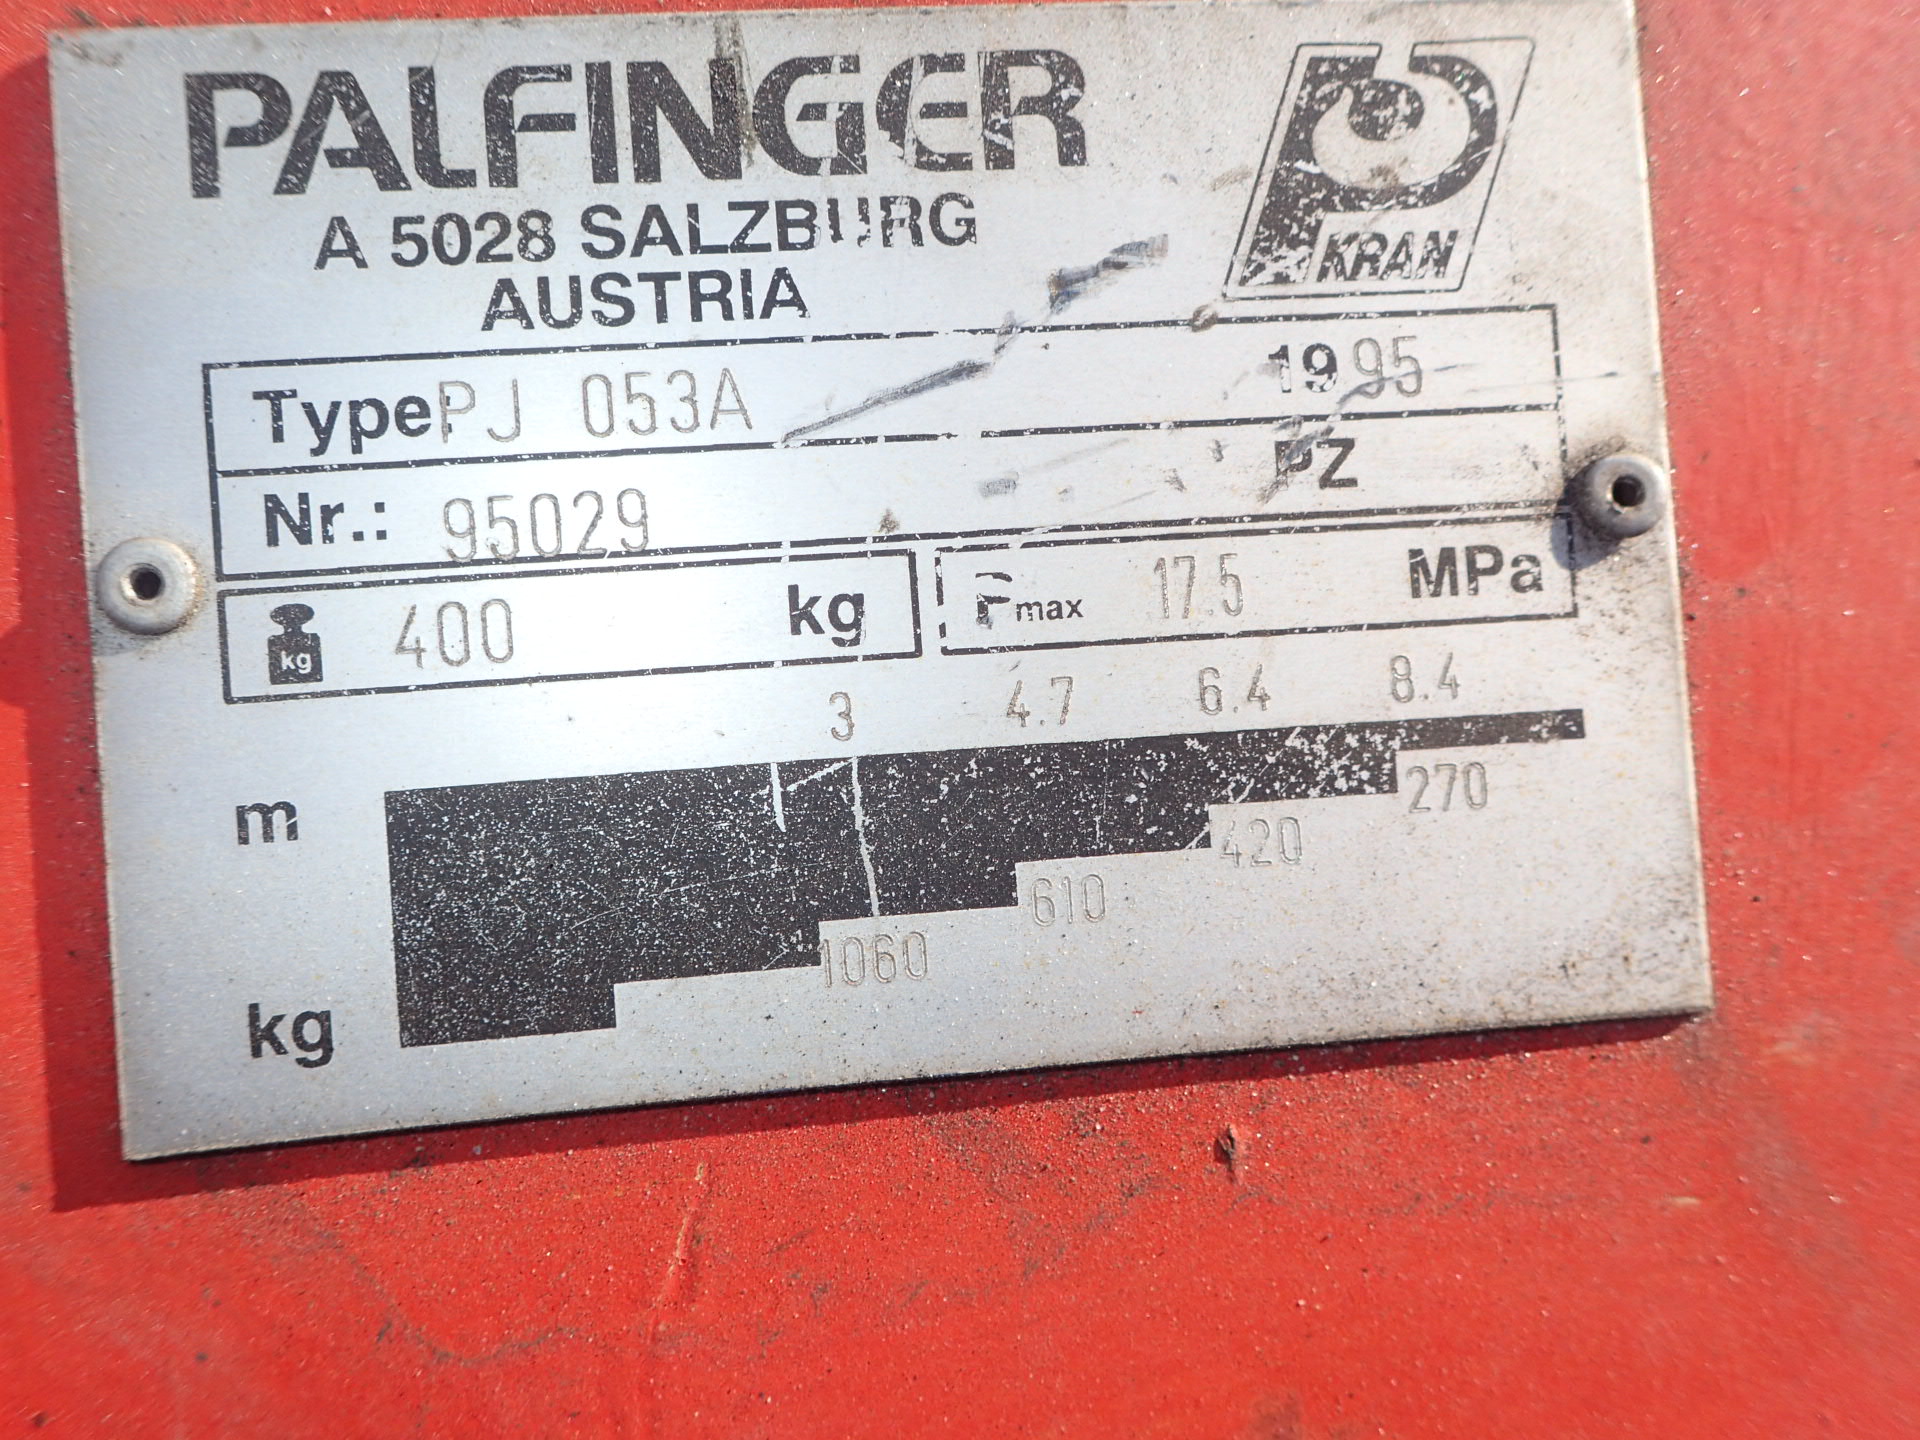 PALFINGER
KRAN
A 5028 SALZBURG
AUSTRIA
Type: PJ 053A 1995
Nr.: 95029 PZ
kg 400 kg Pmax 17.5 MPa
3 4.7 6.4 8.4
m
270
420
610
1060
kg